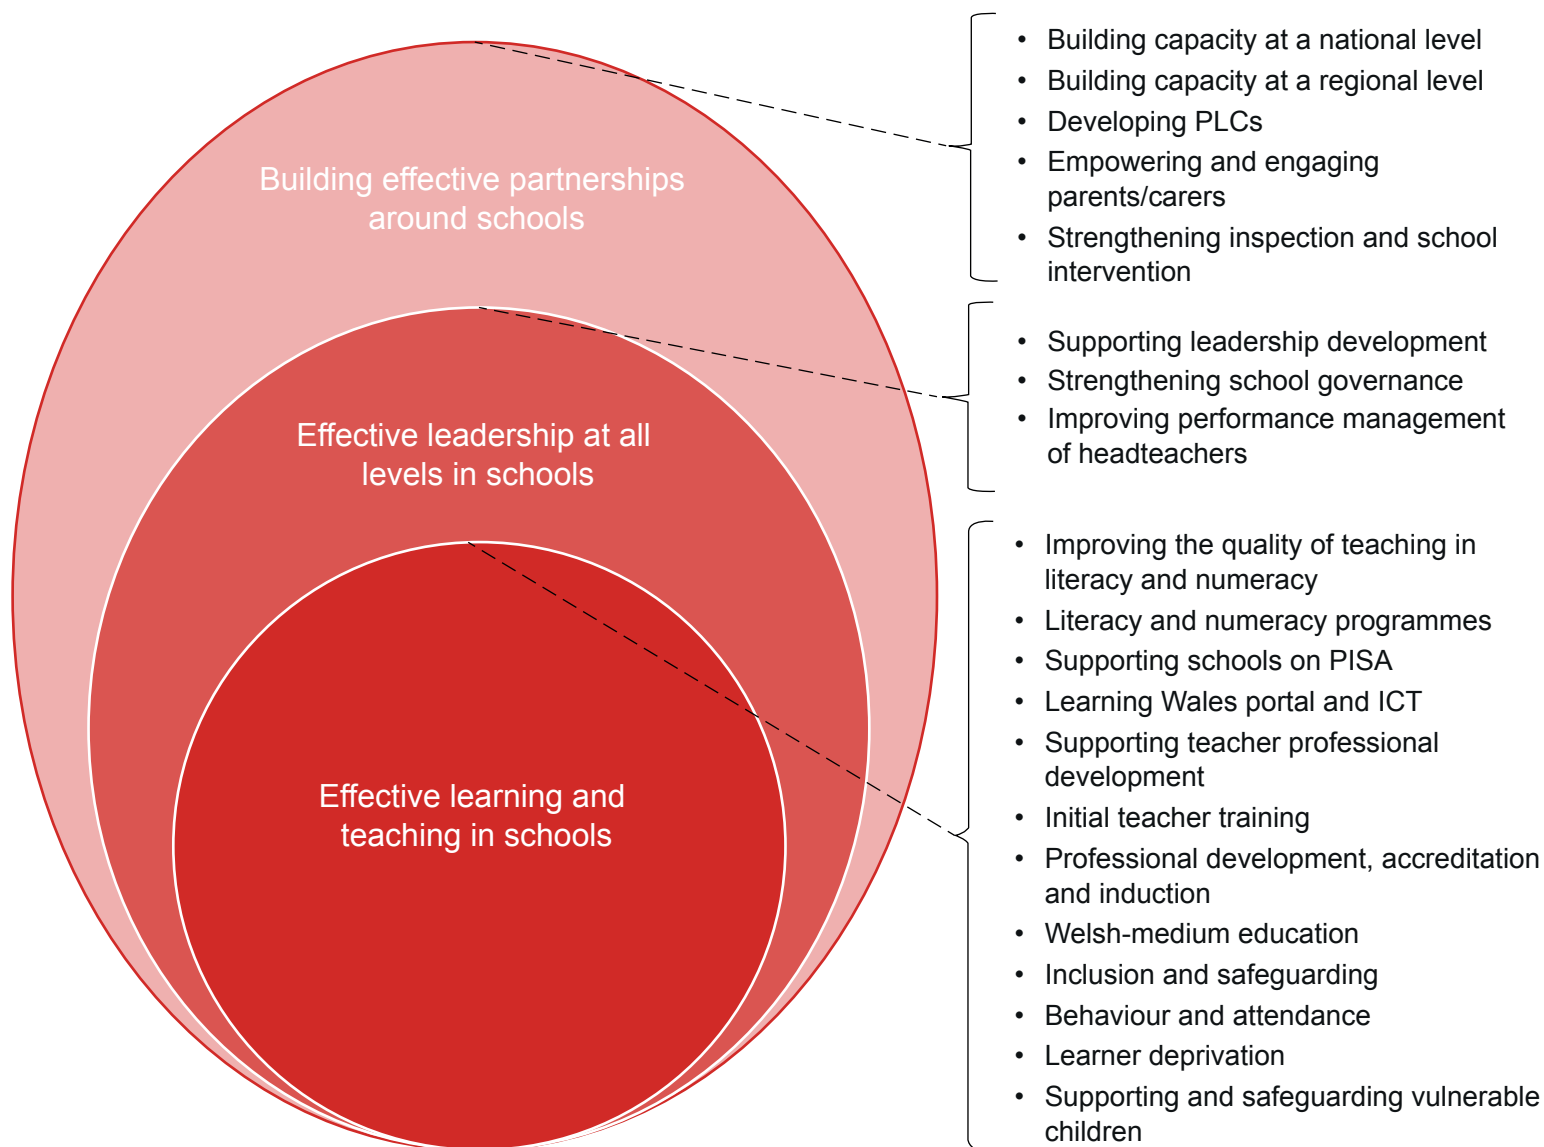 Building effective partnerships
around schools
Effective leadership at all
levels in schools
Effective learning and
teaching in schools
• Building capacity at a national level
• Building capacity at a regional level
• Developing PLCs
• Empowering and engaging
parents/carers
• Strengthening inspection and school
intervention
• Supporting leadership development
• Strengthening school governance
• Improving performance management
of headteachers
• Improving the quality of teaching in
literacy and numeracy
• Literacy and numeracy programmes
• Supporting schools on PISA
• Learning Wales portal and ICT
• Supporting teacher professional
development
• Initial teacher training
• Professional development, accreditation
and induction
• Welsh-medium education
• Inclusion and safeguarding
• Behaviour and attendance
• Learner deprivation
• Supporting and safeguarding vulnerable
children